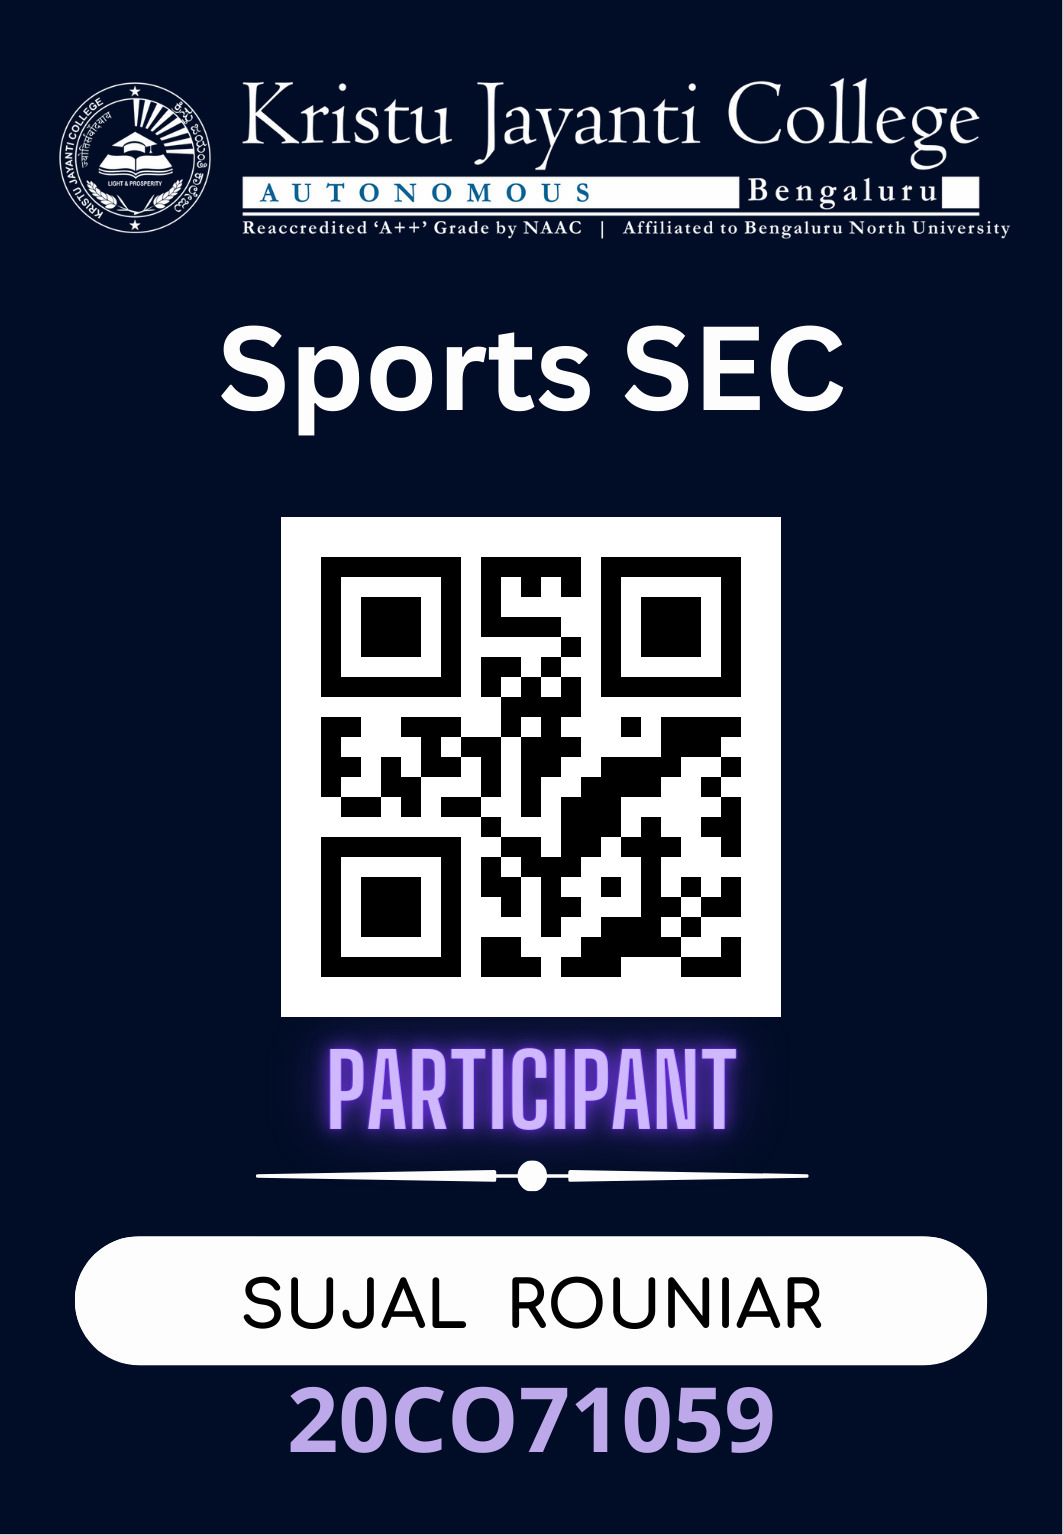 Kristu Jayanti College
AUTONOMOUS Bengaluru
Reaccredited ‘A++’ Grade by NAAC | Affiliated to Bengaluru North University
KRISTU JAYANTI COLLEGE
LIGHT & PROSPERITY
Sports SEC
PARTICIPANT
SUJAL ROUNIAR
20CO71059